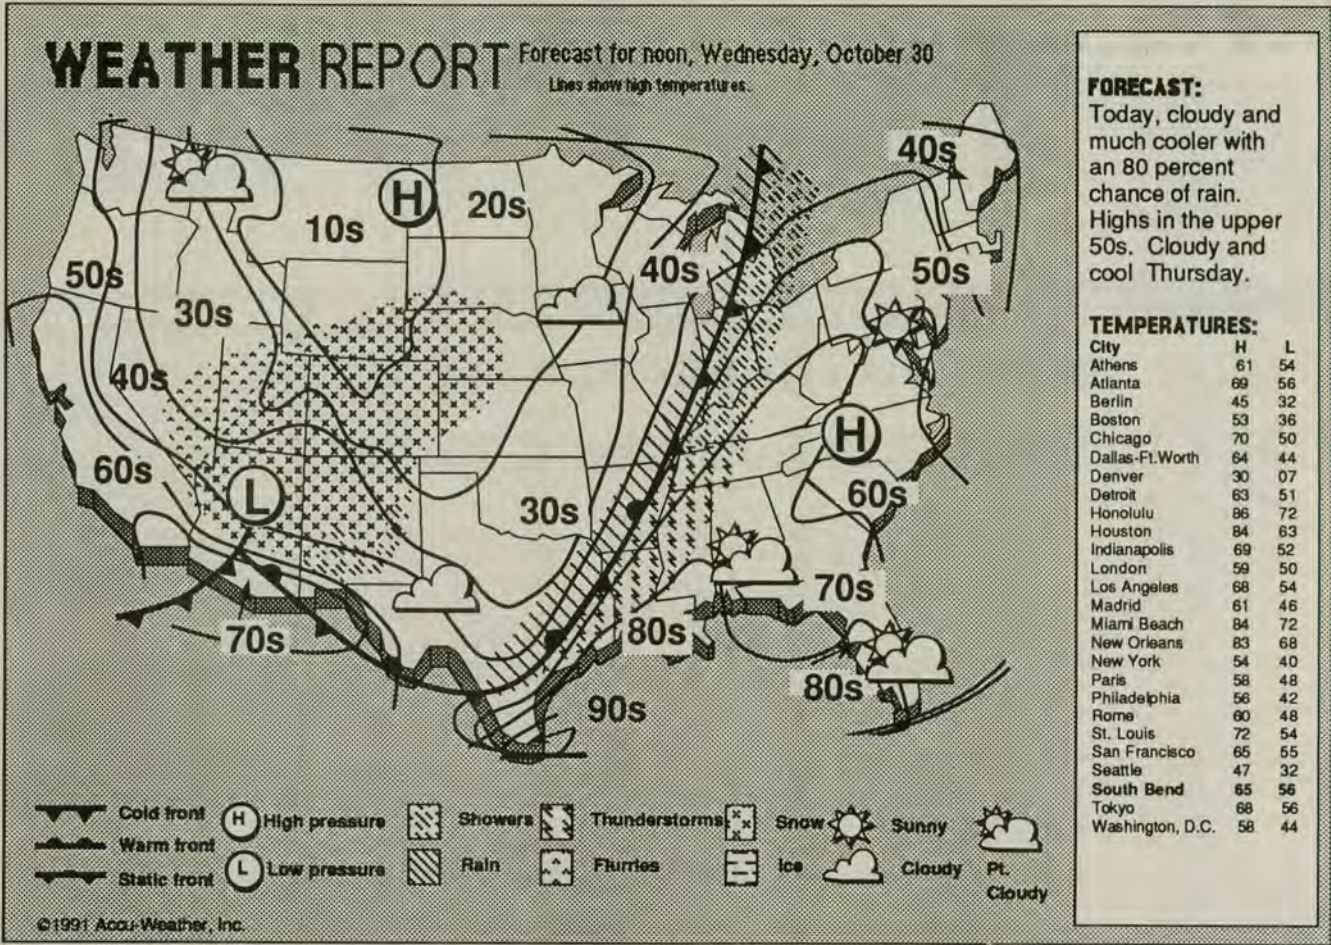 WEATHER REPORT Forecast for noon, Wednesday, October 30
Lines show high temperatures.
40s
20s
10s
50s
40s
50s
30s
40s
60s
60s
30s
70s
80s
70s
80s
90s
Cold front
Warm front
Static front
H High pressure
L Low pressure
Showers
Rain
Thunderstorms
Flurries
Snow
Ice
Sunny
Cloudy
Pt.
Cloudy
©1991 Accu-Weather, Inc.
H
H
L
FORECAST:
Today, cloudy and
much cooler with
an 80 percent
chance of rain.
Highs in the upper
50s. Cloudy and
cool Thursday.
TEMPERATURES:
City H L
Athens 61 54
Atlanta 69 56
Berlin 45 32
Boston 53 36
Chicago 70 50
Dallas-Ft.Worth 64 44
Denver 30 07
Detroit 63 51
Honolulu 86 72
Houston 84 63
Indianapolis 69 52
London 59 50
Los Angeles 68 54
Madrid 61 46
Miami Beach 84 72
New Orleans 83 68
New York 54 40
Paris 58 48
Philadelphia 56 42
Rome 60 48
St. Louis 72 54
San Francisco 65 55
Seattle 47 32
South Bend 65 56
Tokyo 68 56
Washington, D.C. 58 44